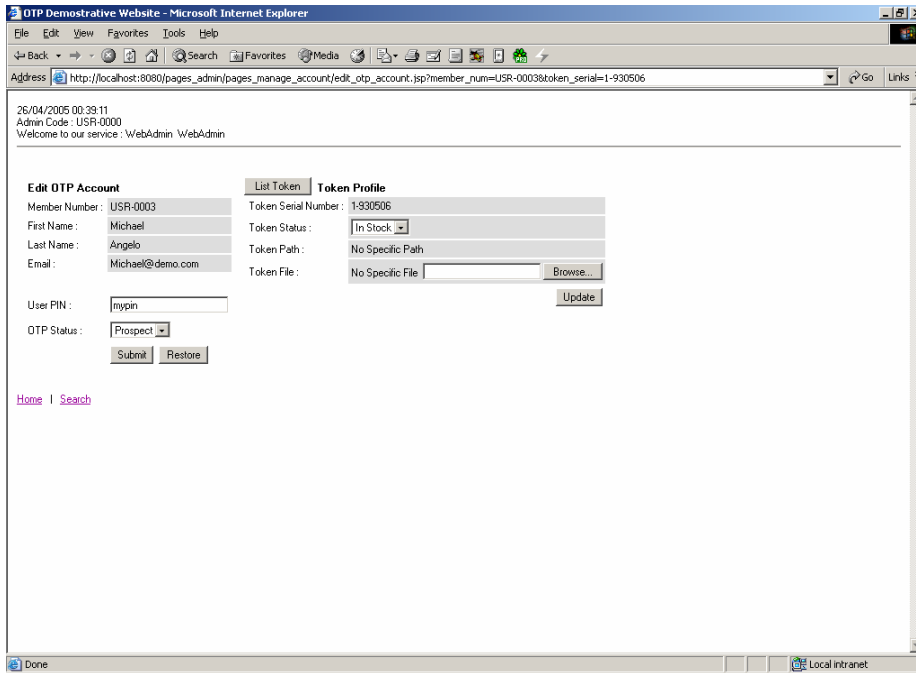 OTP Demostrative Website - Microsoft Internet Explorer
File Edit View Favorites Tools Help
Back Search Favorites Media
Address http://localhost:8080/pages_admin/pages_manage_account/edit_otp_account.jsp?member_num=USR-0003&token_serial=1-930506 Go Links
26/04/2005 00:39:11
Admin Code : USR-0000
Welcome to our service : WebAdmin WebAdmin
Edit OTP Account List Token Token Profile
Member Number : USR-0003 Token Serial Number : 1-930506
First Name : Michael Token Status : In Stock
Last Name : Angelo Token Path : No Specific Path
Email : Michael@demo.com Token File : No Specific File Browse...
Update
User PIN : mypin
OTP Status : Prospect
Submit Restore
Home | Search
Done Local intranet